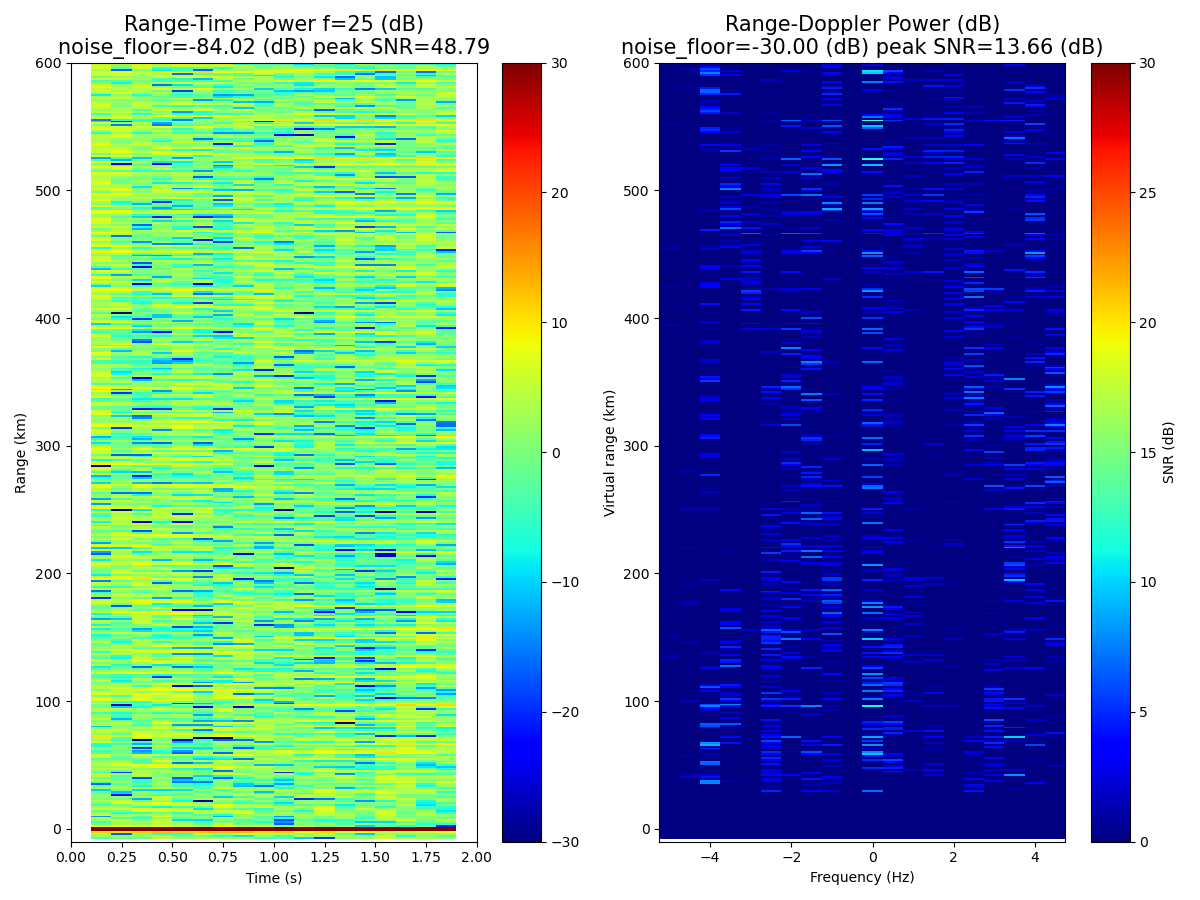 Range-Time Power f=25 (dB)
noise_floor=-84.02 (dB) peak SNR=48.79
Range-Doppler Power (dB)
noise_floor=-30.00 (dB) peak SNR=13.66 (dB)
600
500
400
300
200
100
0
Range (km)
0.00 0.25 0.50 0.75 1.00 1.25 1.50 1.75 2.00
Time (s)
30
20
10
0
−10
−20
−30
600
500
400
300
200
100
0
Virtual range (km)
−4 −2 0 2 4
Frequency (Hz)
30
25
20
15
10
5
0
SNR (dB)